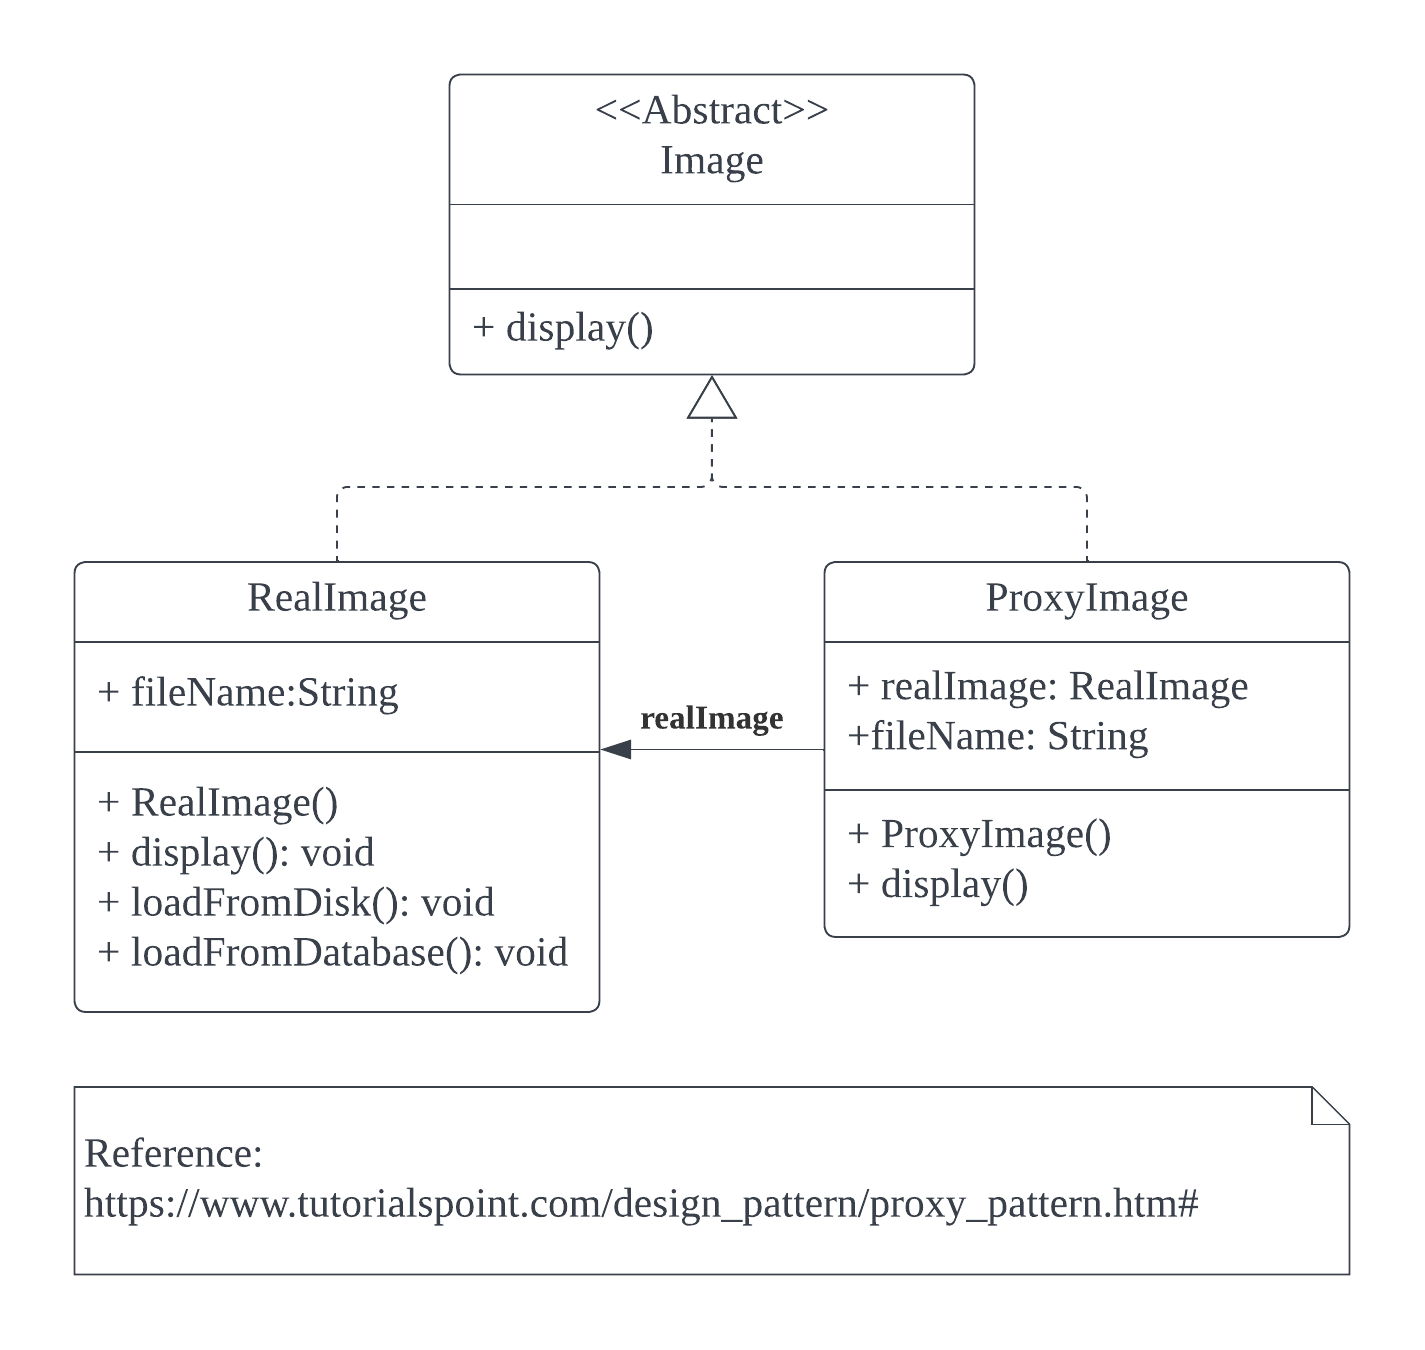 <<Abstract>>
Image
+ display()
RealImage
+ fileName:String
+ RealImage()
+ display(): void
+ loadFromDisk(): void
+ loadFromDatabase(): void
realImage
ProxyImage
+ realImage: RealImage
+fileName: String
+ ProxyImage()
+ display()
Reference:
https://www.tutorialspoint.com/design_pattern/proxy_pattern.htm#